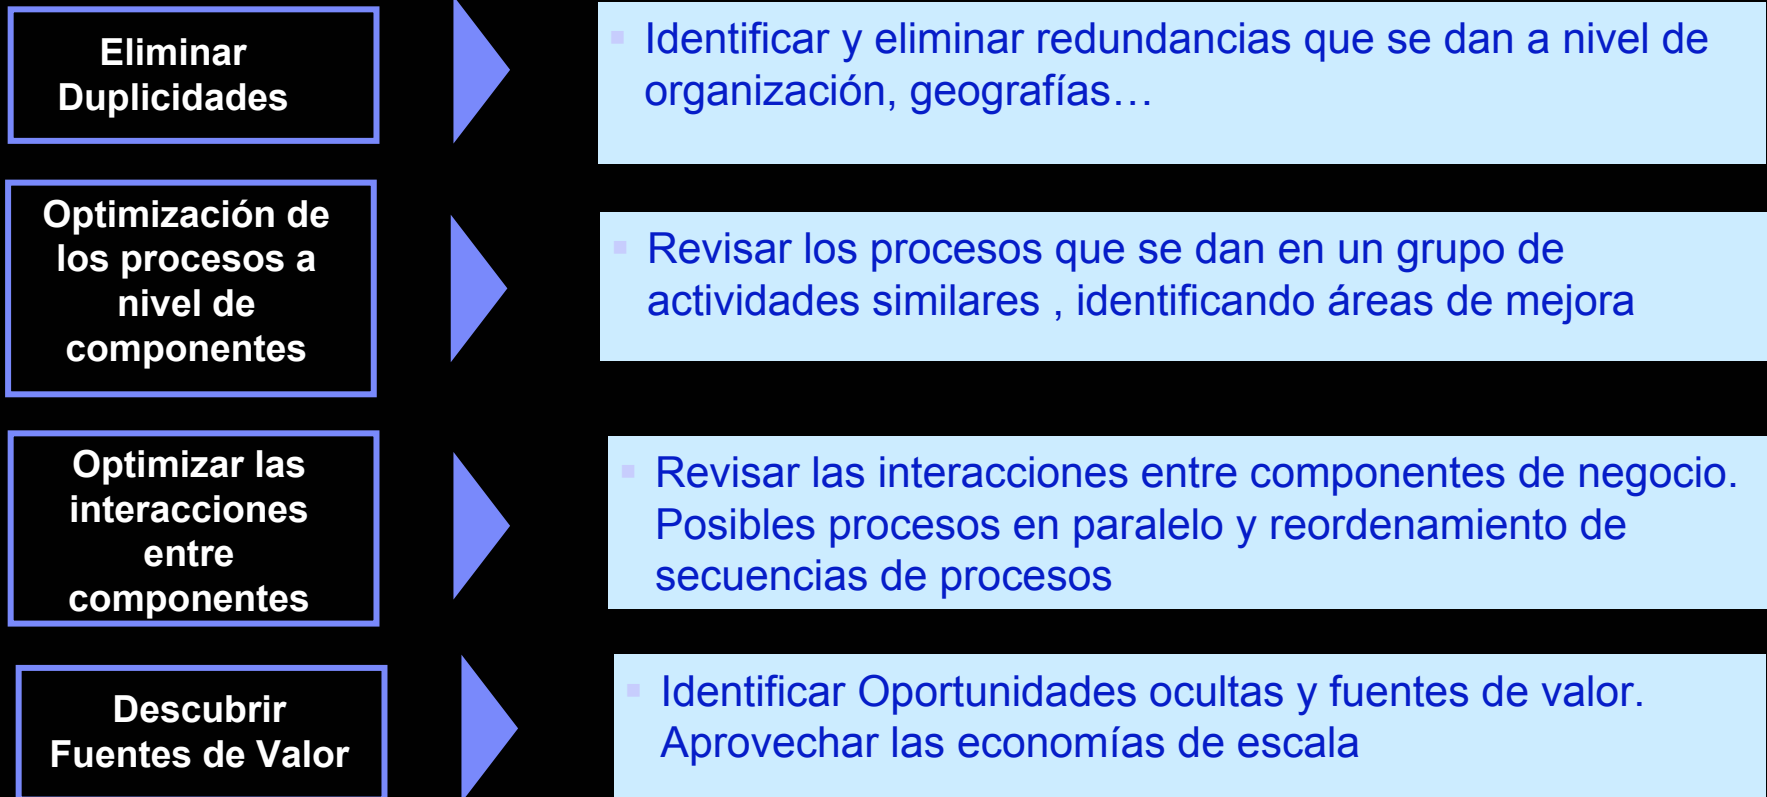 Eliminar
Duplicidades
Identificar y eliminar redundancias que se dan a nivel de
organización, geografías…
Optimización de
los procesos a
nivel de
componentes
Revisar los procesos que se dan en un grupo de
actividades similares , identificando áreas de mejora
Optimizar las
interacciones
entre
componentes
Revisar las interacciones entre componentes de negocio.
Posibles procesos en paralelo y reordenamiento de
secuencias de procesos
Descubrir
Fuentes de Valor
Identificar Oportunidades ocultas y fuentes de valor.
Aprovechar las economías de escala